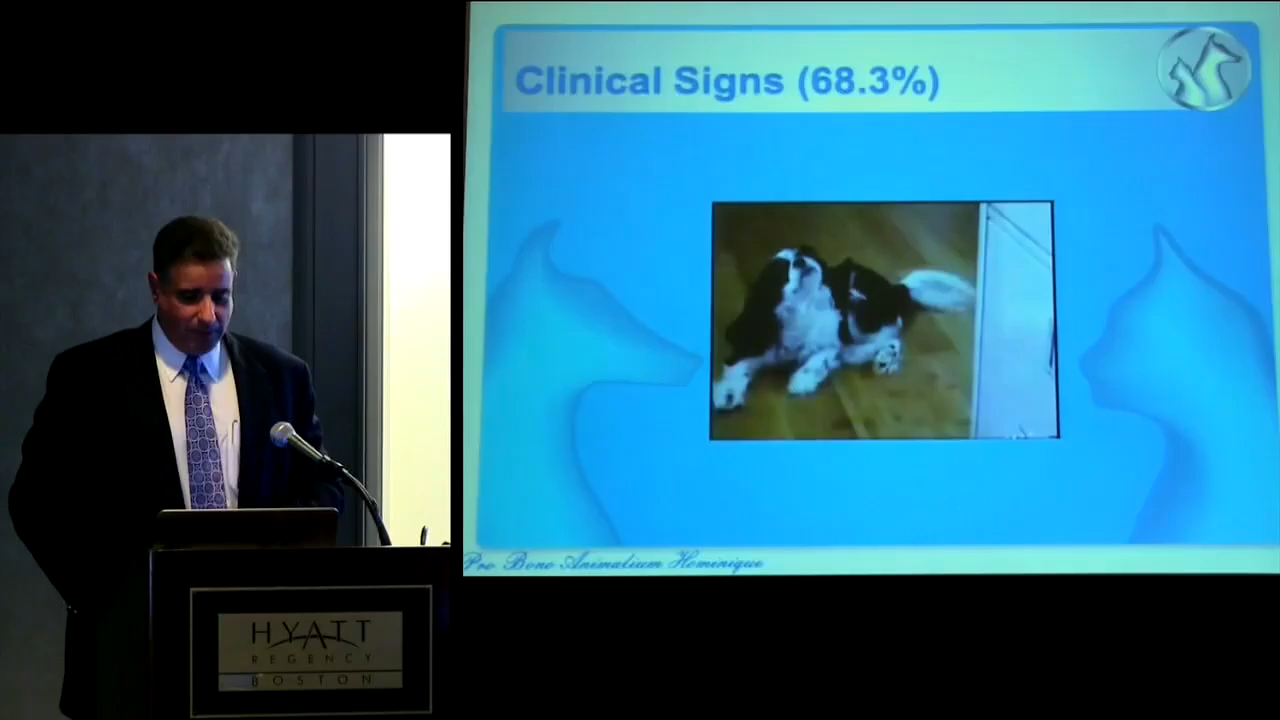 Clinical Signs (68.3%)
Pro Bono Animalium Hominique
HYATT
REGENCY
BOSTON